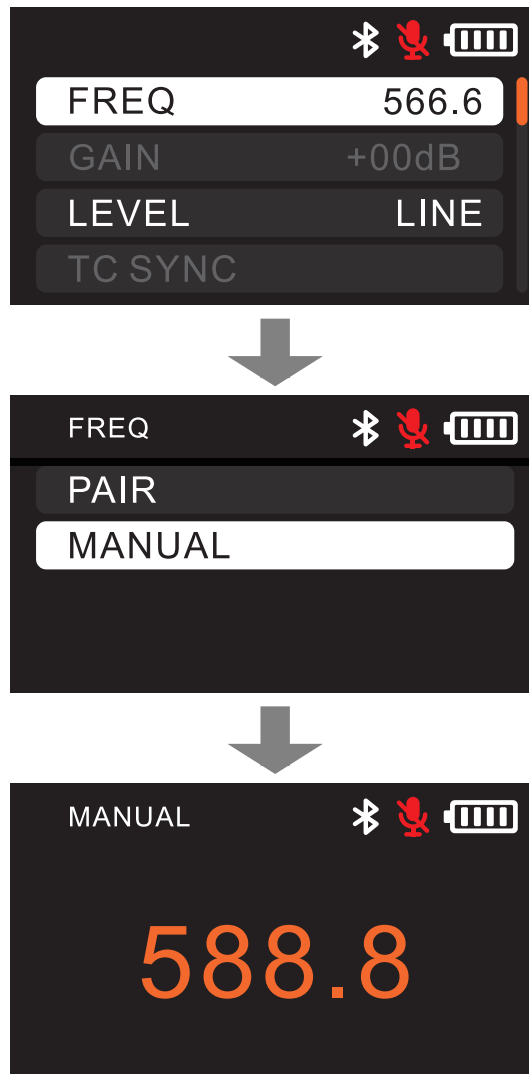 FREQ 566.6
GAIN +00dB
LEVEL LINE
TC SYNC
FREQ
PAIR
MANUAL
MANUAL
588.8